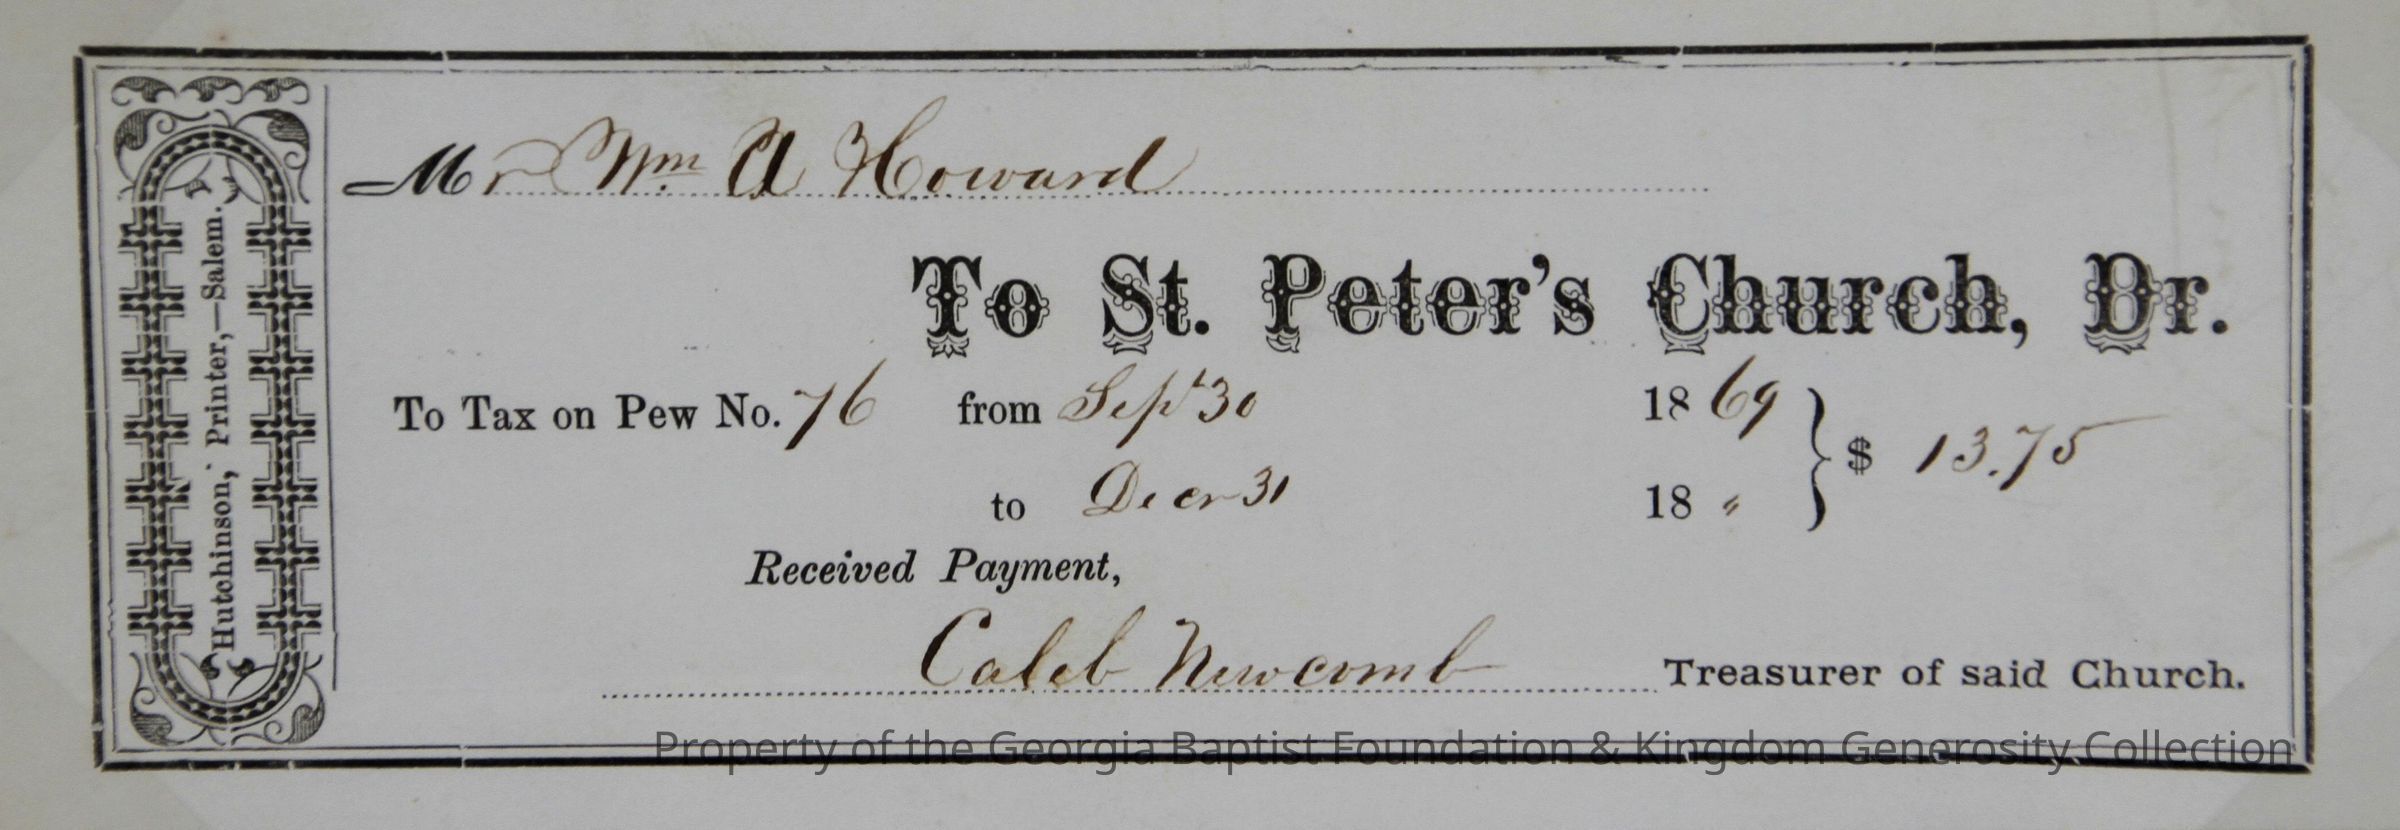 Mr Wm A Howard
To St. Peter's Church, Dr.
To Tax on Pew No. 76 from Sept 30 1869
$ 13.75
to Decr 31 18 "
Received Payment,
Caleb Newcomb Treasurer of said Church.
Hutchinson, Printer,—Salem.
Property of the Georgia Baptist Foundation & Kingdom Generosity Collection